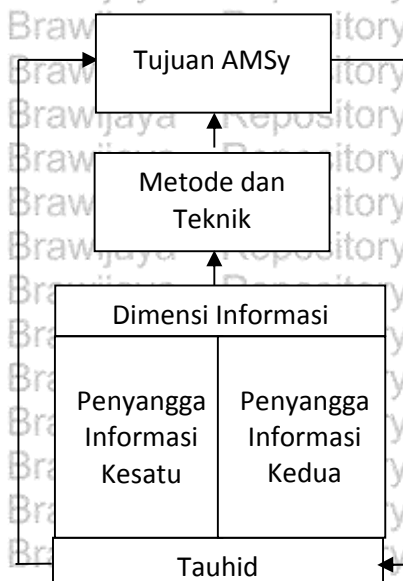 Tujuan AMSy
Metode dan
Teknik
Dimensi Informasi
Penyangga
Informasi
Kesatu
Penyangga
Informasi
Kedua
Tauhid